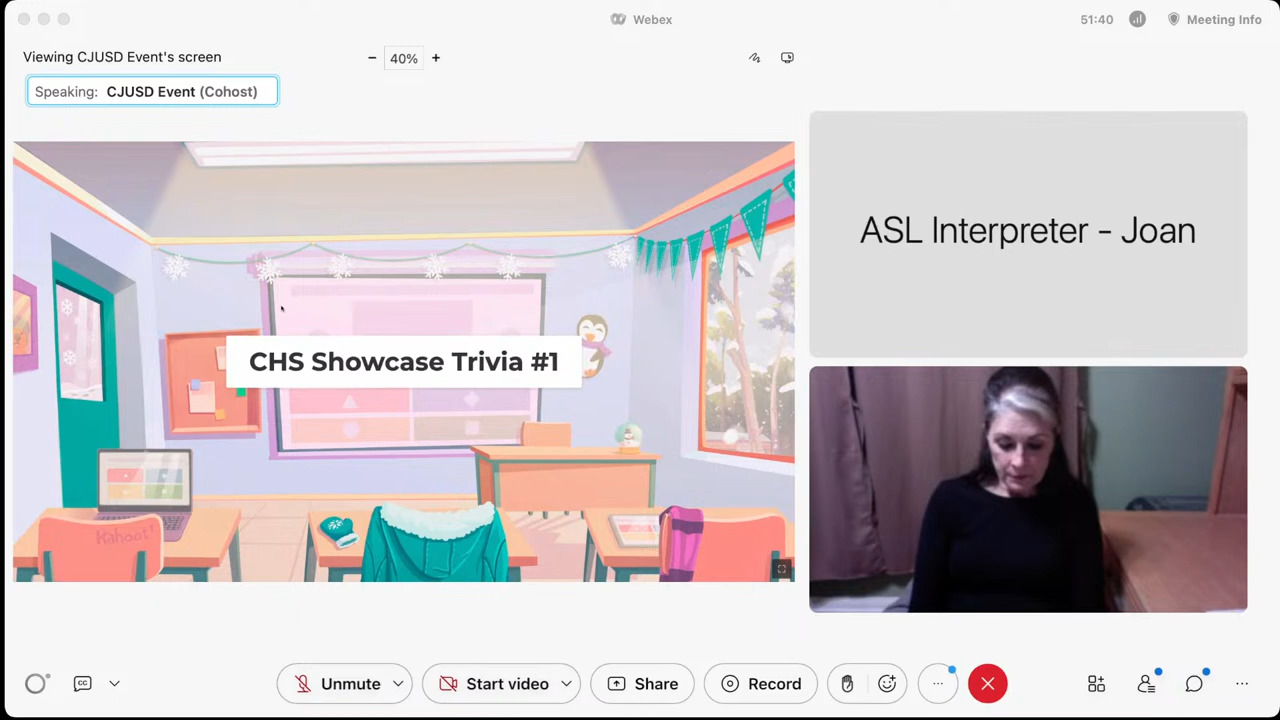 Webex
51:40
Meeting Info
Viewing CJUSD Event's screen
− 40% +
Speaking: CJUSD Event (Cohost)
CHS Showcase Trivia #1
Kahoot!
ASL Interpreter - Joan
CC
Unmute
Start video
Share
Record